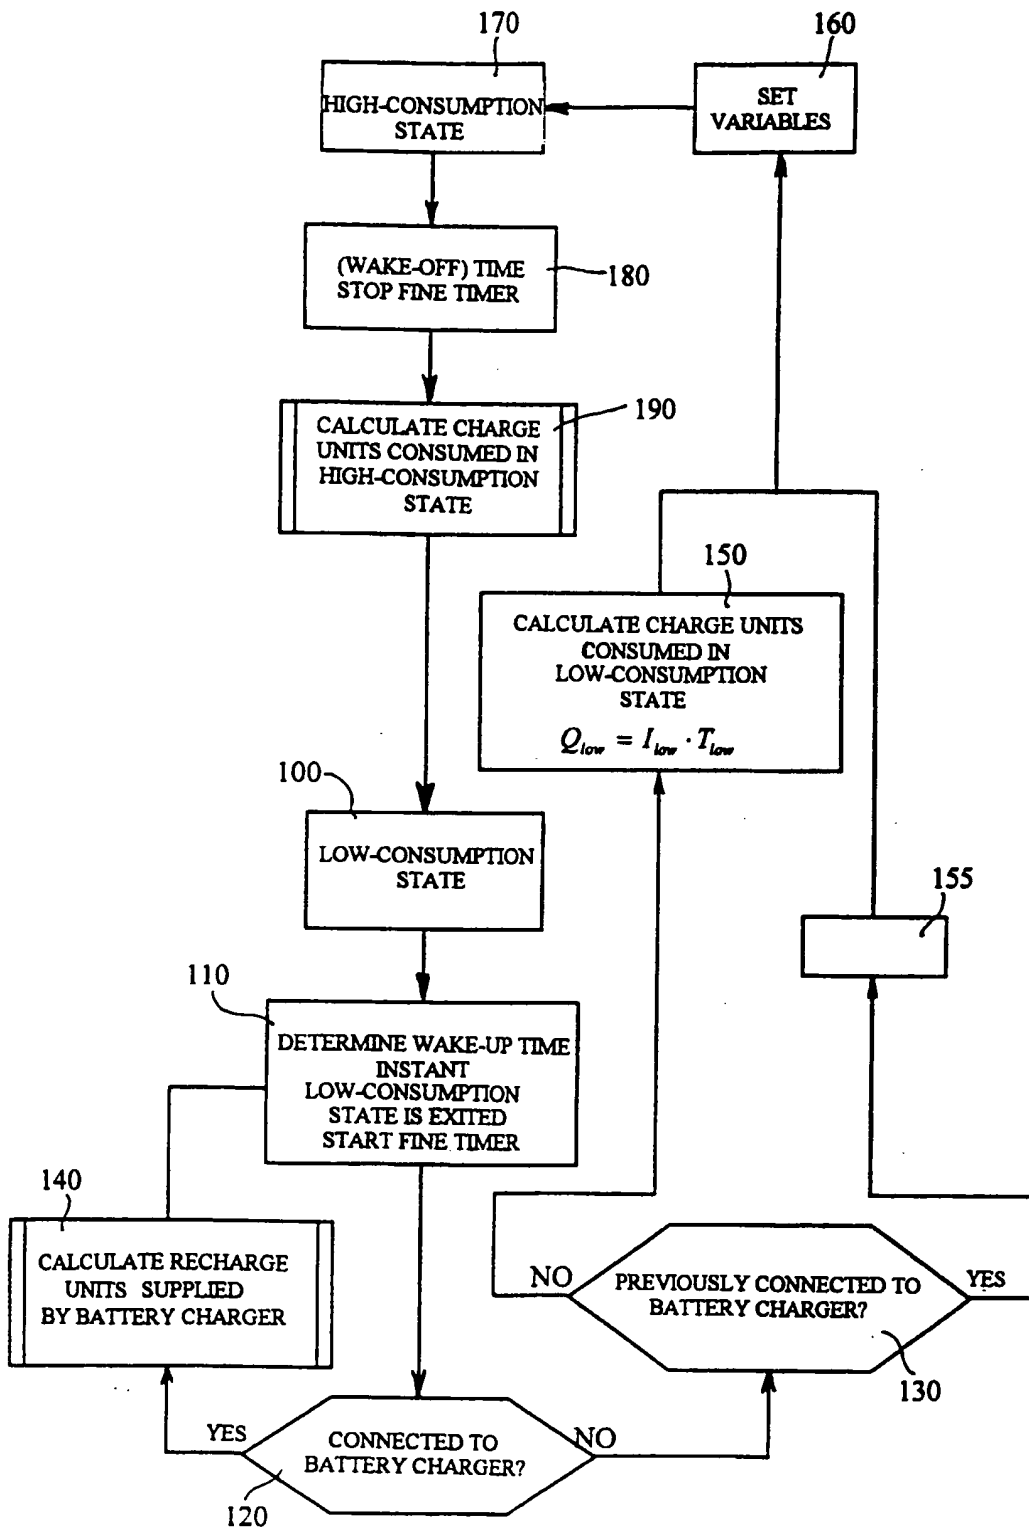 170
160
HIGH-CONSUMPTION
STATE
SET
VARIABLES
(WAKE-OFF) TIME
STOP FINE TIMER
180
CALCULATE CHARGE
UNITS CONSUMED IN
HIGH-CONSUMPTION
STATE
190
150
CALCULATE CHARGE UNITS
CONSUMED IN
LOW-CONSUMPTION
STATE
Q_low = I_low · T_low
100
LOW-CONSUMPTION
STATE
155
110
DETERMINE WAKE-UP TIME
INSTANT
LOW-CONSUMPTION
STATE IS EXITED
START FINE TIMER
140
CALCULATE RECHARGE
UNITS SUPPLIED
BY BATTERY CHARGER
NO
PREVIOUSLY CONNECTED TO
BATTERY CHARGER?
YES
130
YES
CONNECTED TO
BATTERY CHARGER?
NO
120